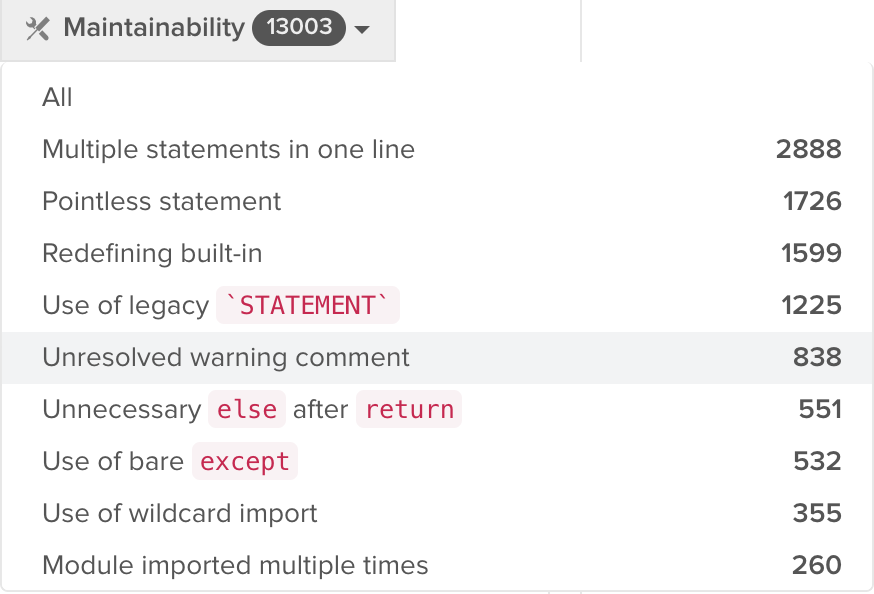 Maintainability 13003
All
Multiple statements in one line 2888
Pointless statement 1726
Redefining built-in 1599
Use of legacy `STATEMENT` 1225
Unresolved warning comment 838
Unnecessary else after return 551
Use of bare except 532
Use of wildcard import 355
Module imported multiple times 260